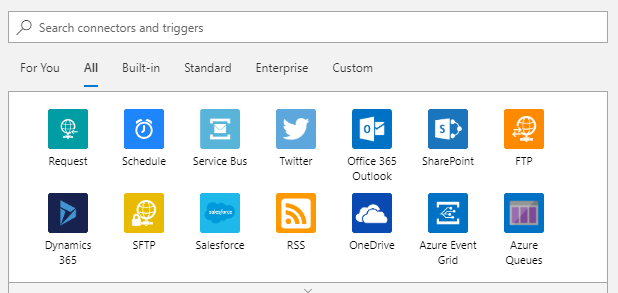 Search connectors and triggers
For You All Built-in Standard Enterprise Custom
Request Schedule Service Bus Twitter Office 365 Outlook SharePoint FTP
Dynamics 365 SFTP salesforce Salesforce RSS OneDrive Azure Event Grid Azure Queues